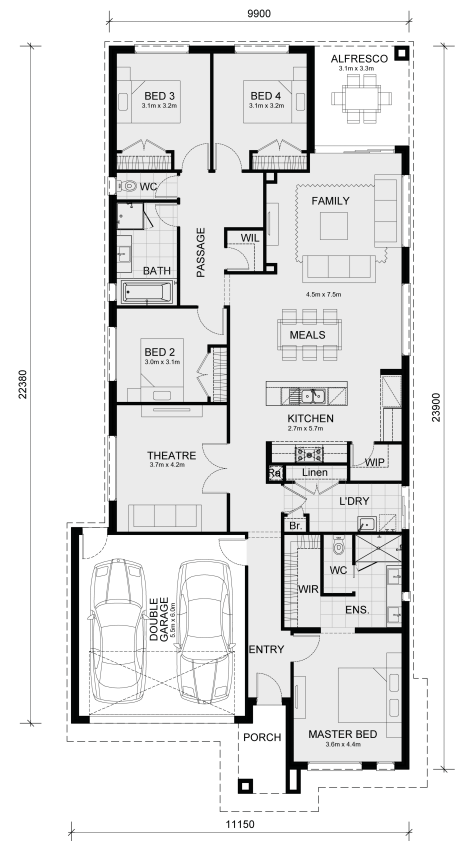 9900
ALFRESCO
3.1m x 3.3m
BED 3
3.1m x 3.2m
BED 4
3.1m x 3.2m
WC
FAMILY
PASSAGE
WIL
BATH
4.5m x 7.5m
MEALS
BED 2
3.0m x 3.1m
22380
23900
KITCHEN
2.7m x 5.7m
THEATRE
3.7m x 4.2m
WIP
Linen
L'DRY
Br.
WC
WIR
ENS.
DOUBLE
GARAGE
5.5m x 6.0m
ENTRY
PORCH
MASTER BED
3.6m x 4.4m
11150